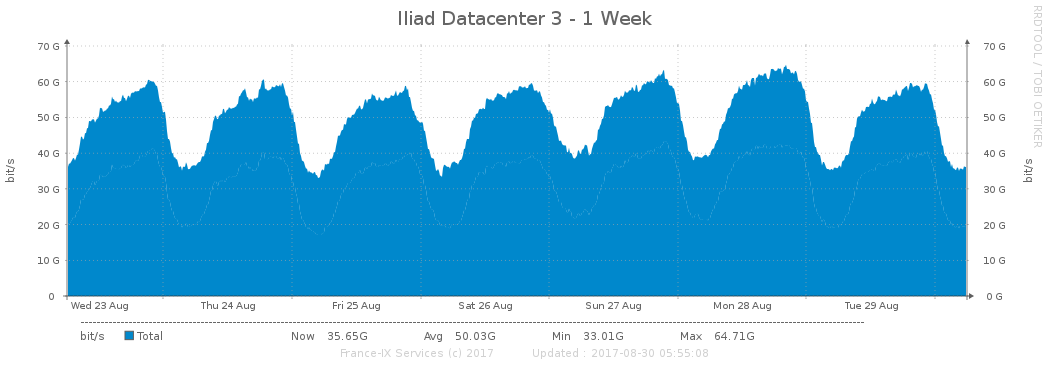 Iliad Datacenter 3 - 1 Week
RRDTOOL / TOBI OETIKER
70 G 70 G
60 G 60 G
50 G 50 G
40 G 40 G
30 G 30 G
20 G 20 G
10 G 10 G
0 0 G
bit/s bit/s
Wed 23 Aug Thu 24 Aug Fri 25 Aug Sat 26 Aug Sun 27 Aug Mon 28 Aug Tue 29 Aug
bit/s Total Now 35.65G Avg 50.03G Min 33.01G Max 64.71G
France-IX Services (c) 2017 Updated : 2017-08-30 05:55:08